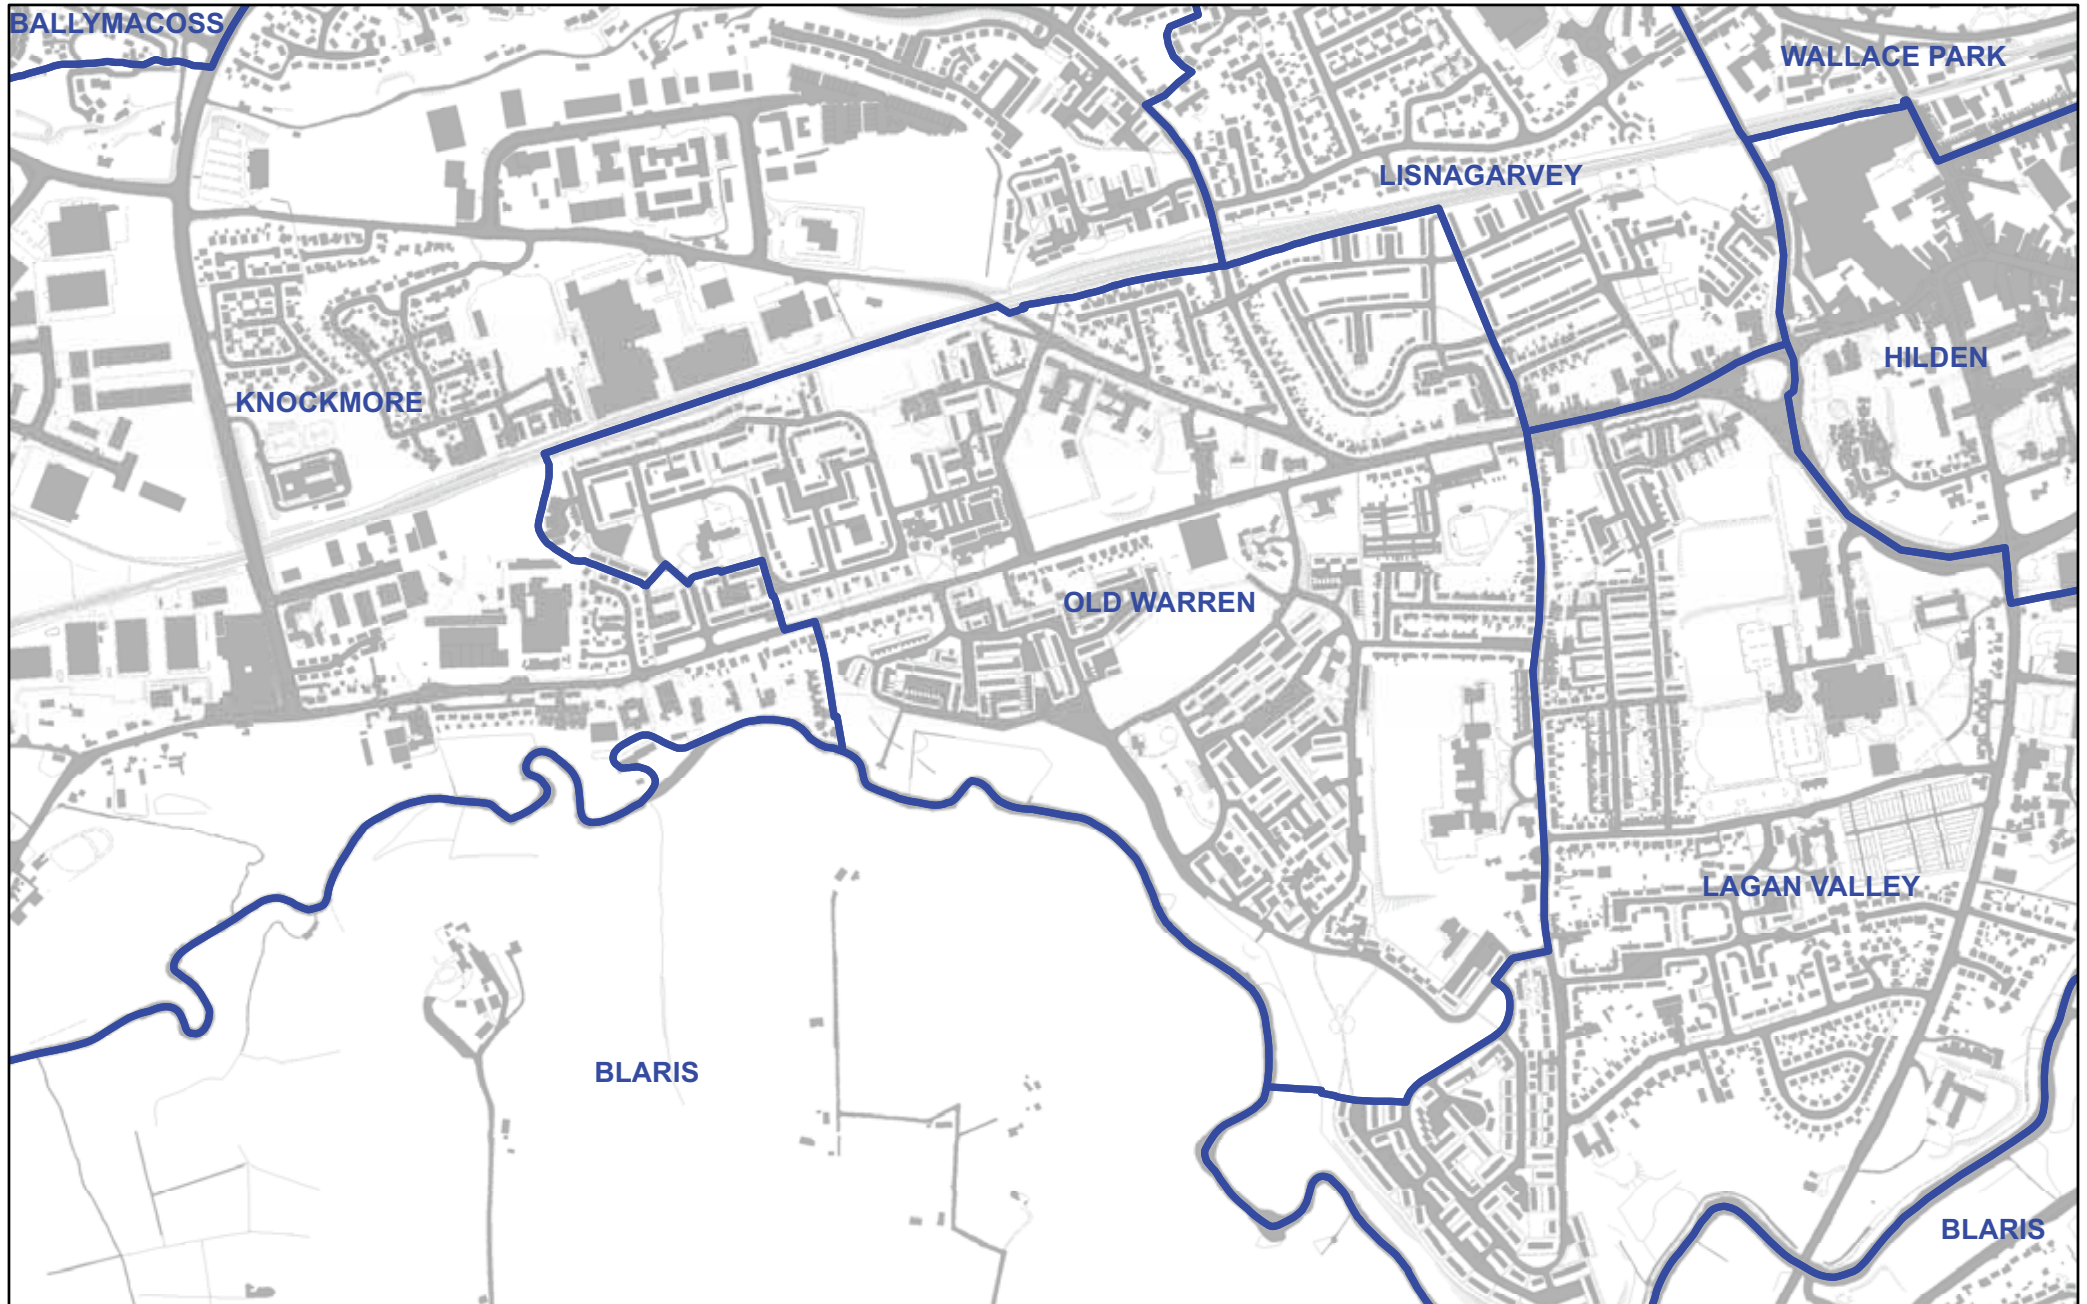 BALLYMACOSS
WALLACE PARK
LISNAGARVEY
HILDEN
KNOCKMORE
OLD WARREN
LAGAN VALLEY
BLARIS
BLARIS